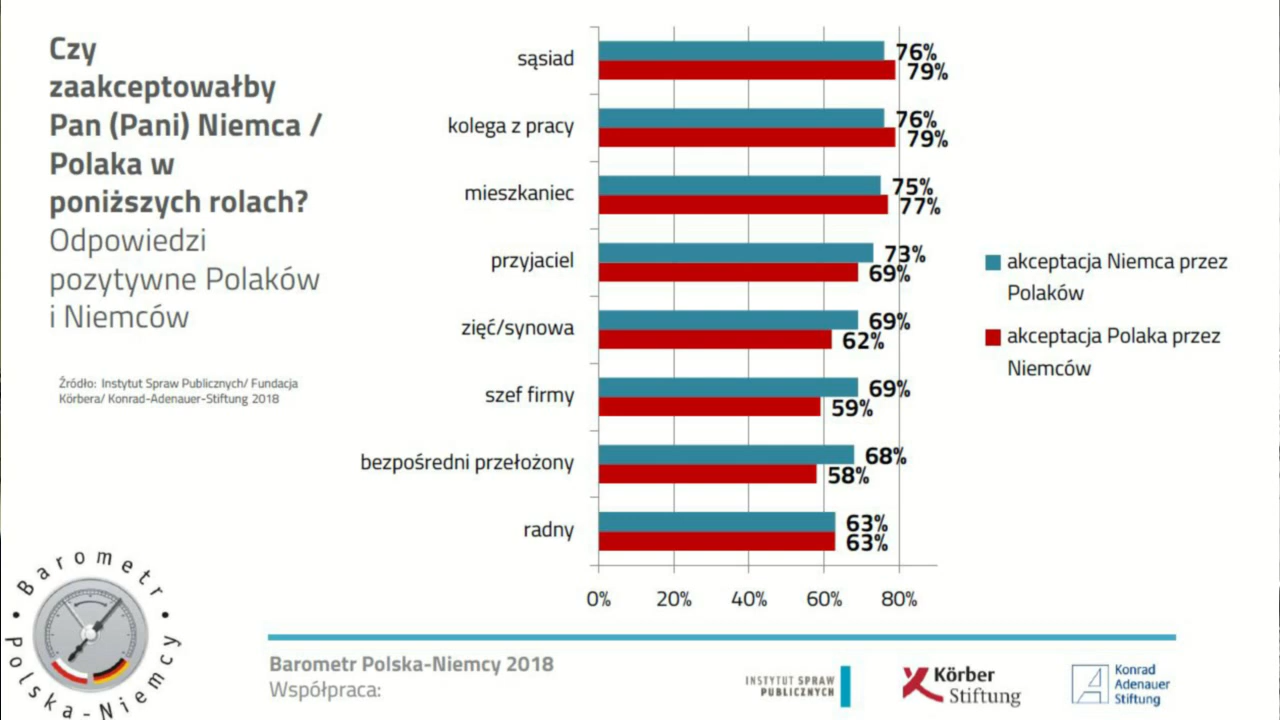 Czy
zaakceptowałby
Pan (Pani) Niemca /
Polaka w
poniższych rolach?
Odpowiedzi
pozytywne Polaków
i Niemców
Źródło: Instytut Spraw Publicznych/ Fundacja
Körbera/ Konrad-Adenauer-Stiftung 2018
sąsiad
76%
79%
kolega z pracy
76%
79%
mieszkaniec
75%
77%
przyjaciel
73%
69%
zięć/synowa
69%
62%
szef firmy
69%
59%
bezpośredni przełożony
68%
58%
radny
63%
63%
0% 20% 40% 60% 80%
akceptacja Niemca przez
Polaków
akceptacja Polaka przez
Niemców
Barometr
Polska-Niemcy
Barometr Polska-Niemcy 2018
Współpraca:
INSTYTUT SPRAW
PUBLICZNYCH
Körber
Stiftung
Konrad
Adenauer
Stiftung